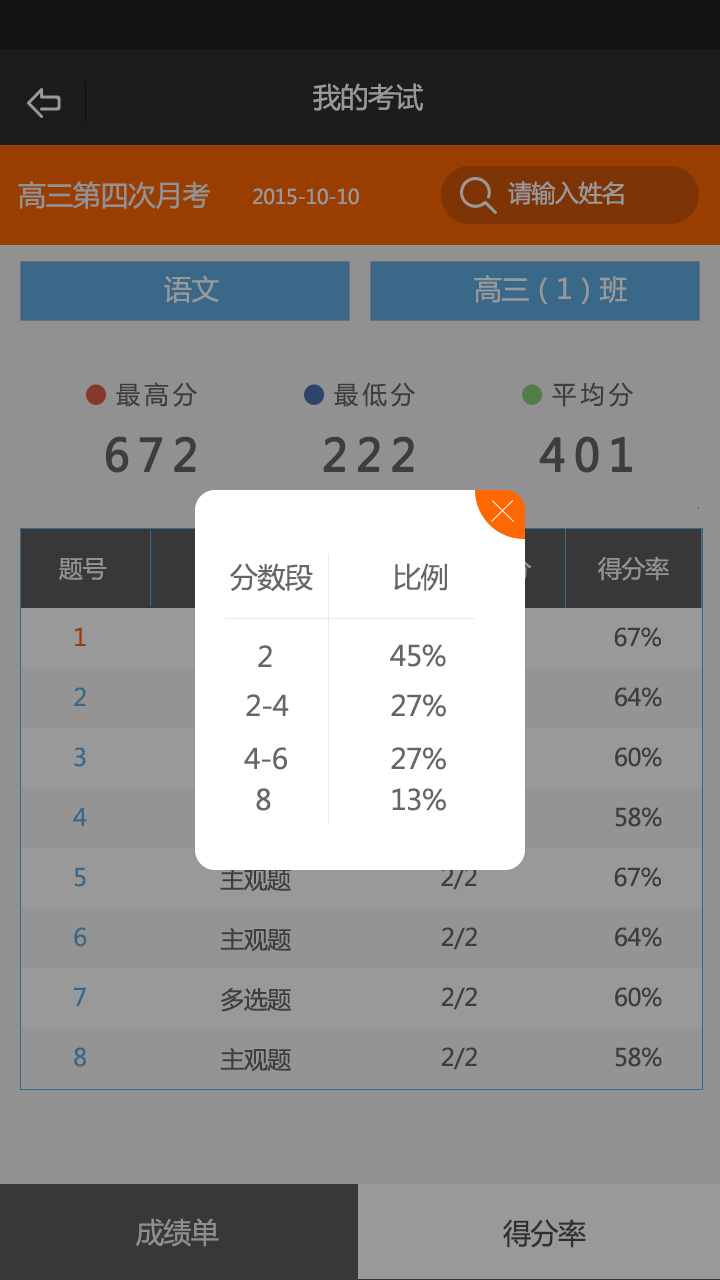 我的考试
高三第四次月考 2015-10-10 请输入姓名
语文 高三（1）班
最高分 最低分 平均分
672 222 401
题号 得分率
分数段 比例
1 67%
2 45%
2 64%
2-4 27%
3 60%
4-6 27%
8 13%
4 58%
5 主观题 2/2 67%
6 主观题 2/2 64%
7 多选题 2/2 60%
8 主观题 2/2 58%
成绩单 得分率